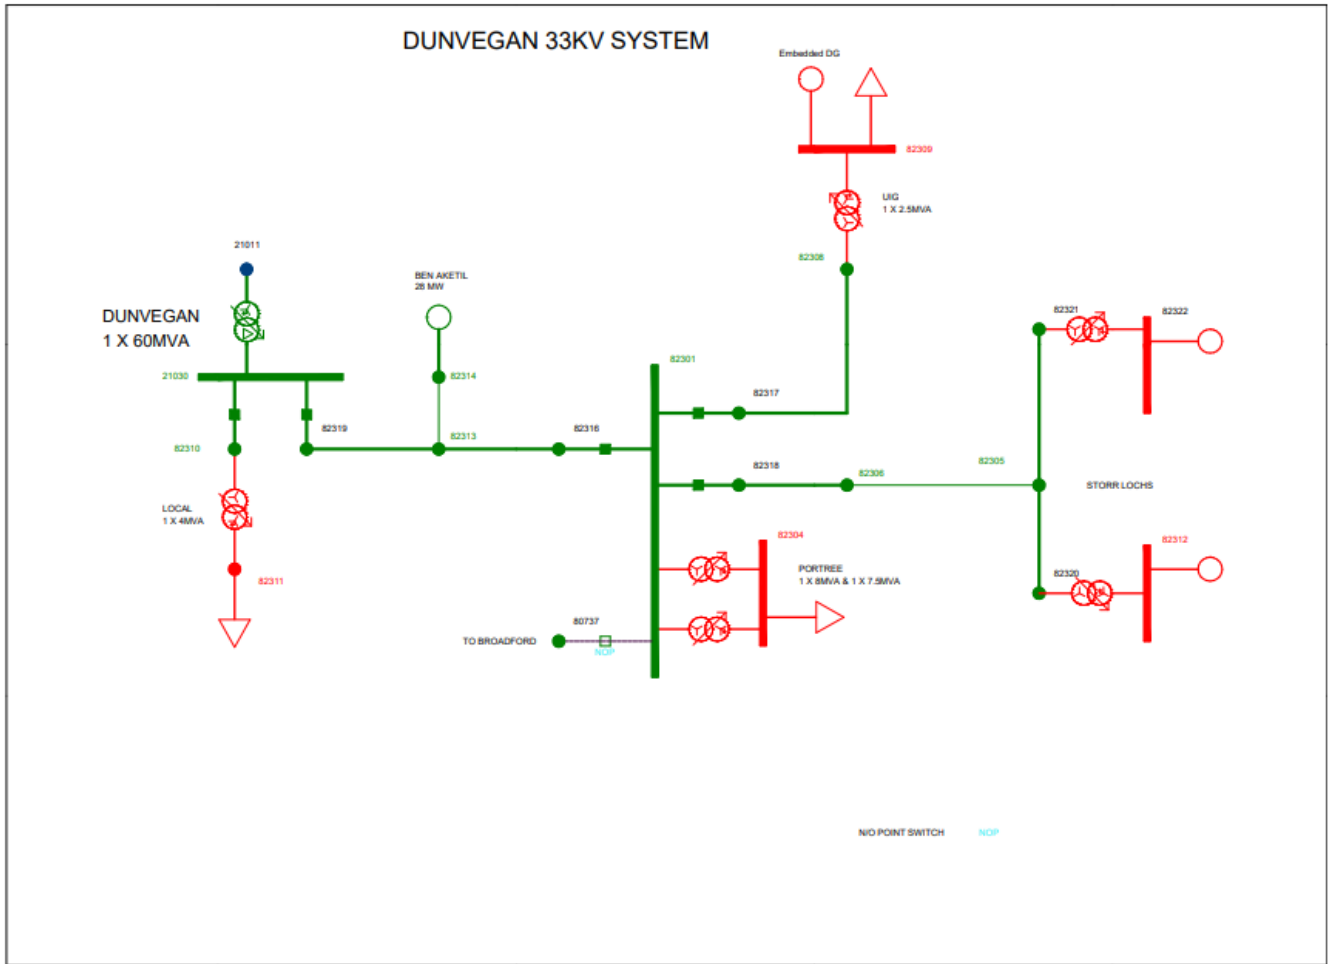 DUNVEGAN 33KV SYSTEM
Embedded DG
82309
UIG
1 X 2.5MVA
21011
82308
BEN AKETIL
28 MW
DUNVEGAN
1 X 60MVA
82321
82322
82301
21030
82314
82317
82319
82313
82316
82310
82318
82306
82305
STORR LOCHS
LOCAL
1 X 4MVA
82304
82312
PORTREE
1 X 8MVA & 1 X 7.5MVA
82320
82311
80737
TO BROADFORD
NOP
N/O POINT SWITCH
NOP